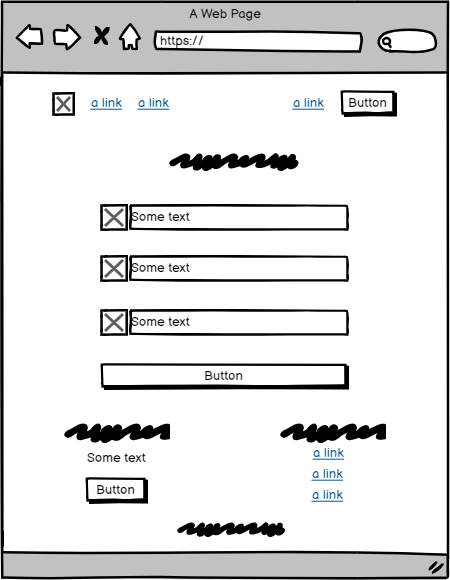 A Web Page
https://
a link a link a link Button
Some text
Some text
Some text
Button
Some text
Button
a link
a link
a link